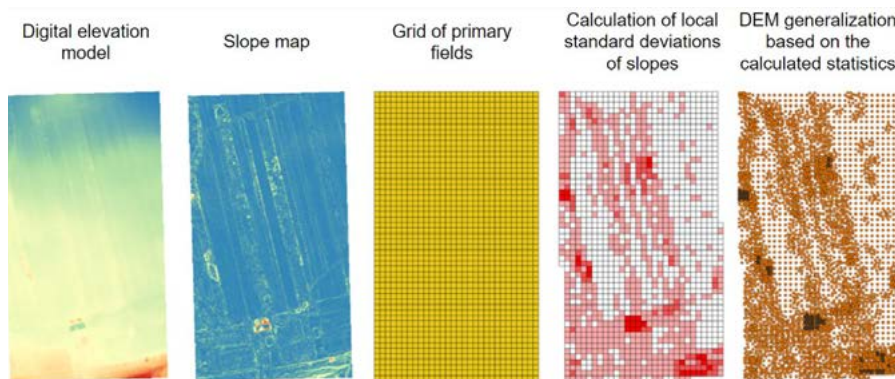 Digital elevation
model
Slope map
Grid of primary
fields
Calculation of local
standard deviations
of slopes
DEM generalization
based on the
calculated statistics